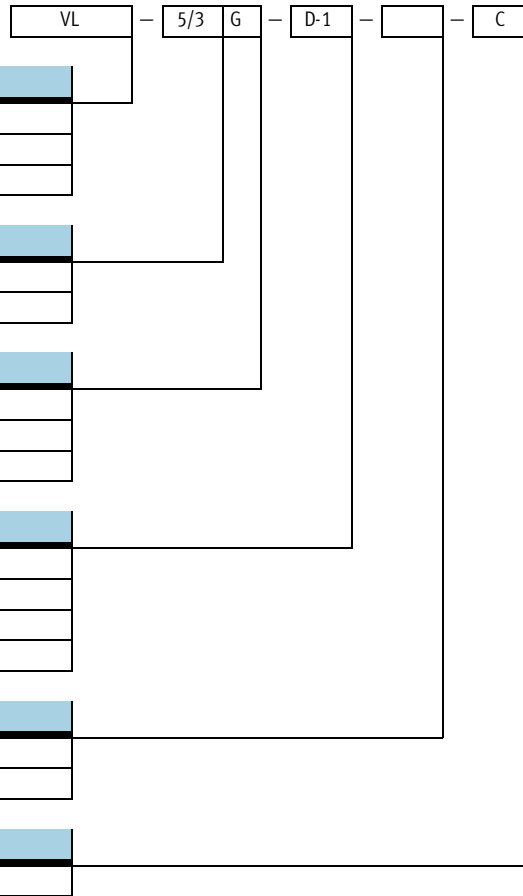 VL – 5/3 G – D-1 – – C